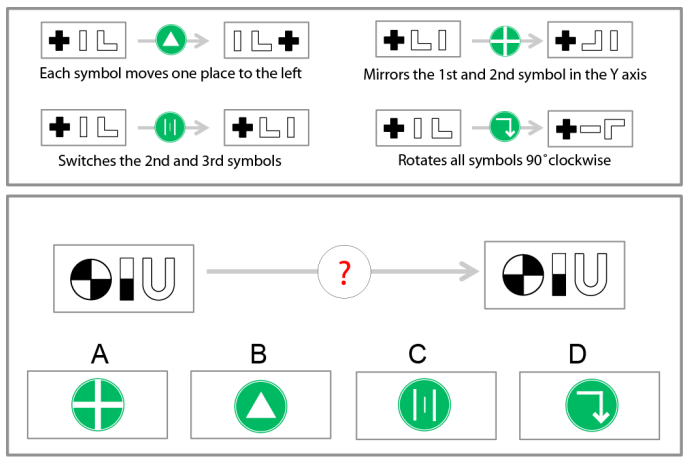 Each symbol moves one place to the left
Mirrors the 1st and 2nd symbol in the Y axis
Switches the 2nd and 3rd symbols
Rotates all symbols 90°clockwise
?
A B C D